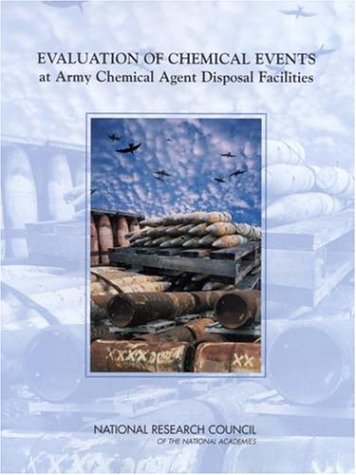 EVALUATION OF CHEMICAL EVENTS
at Army Chemical Agent Disposal Facilities
NATIONAL RESEARCH COUNCIL
OF THE NATIONAL ACADEMIES